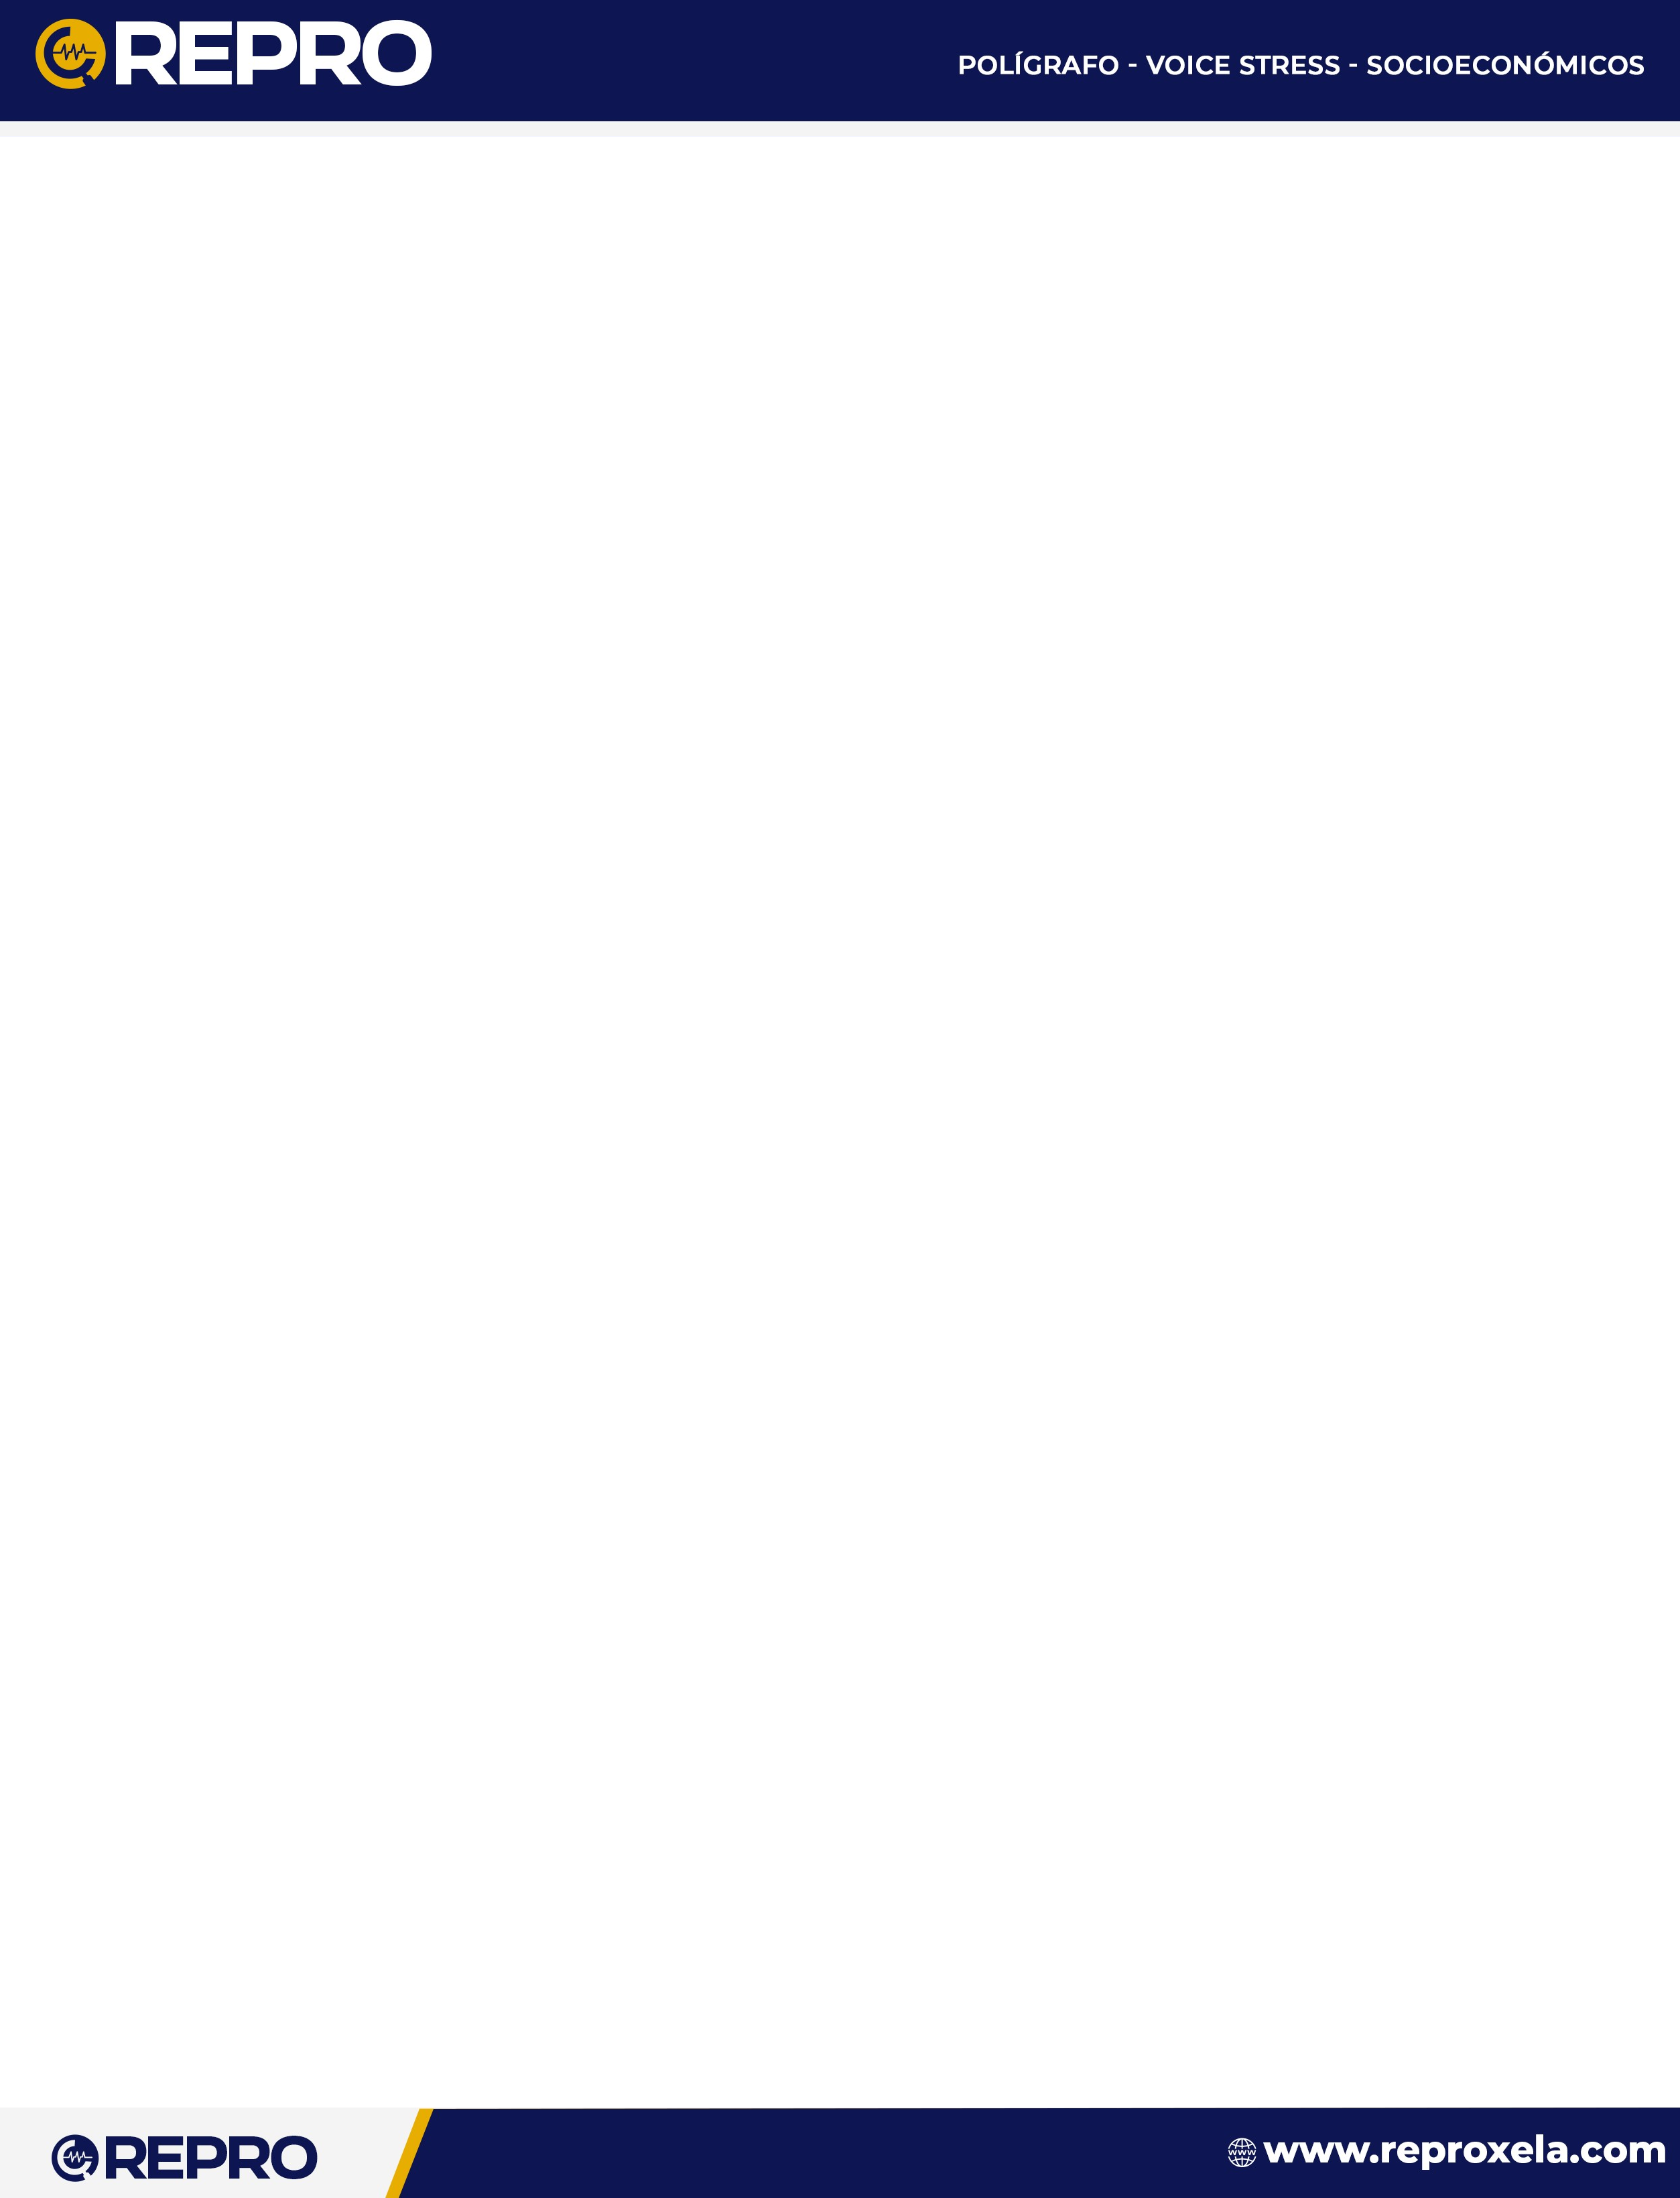 REPRO
POLÍGRAFO - VOICE STRESS - SOCIOECONÓMICOS
REPRO
www.reproxela.com